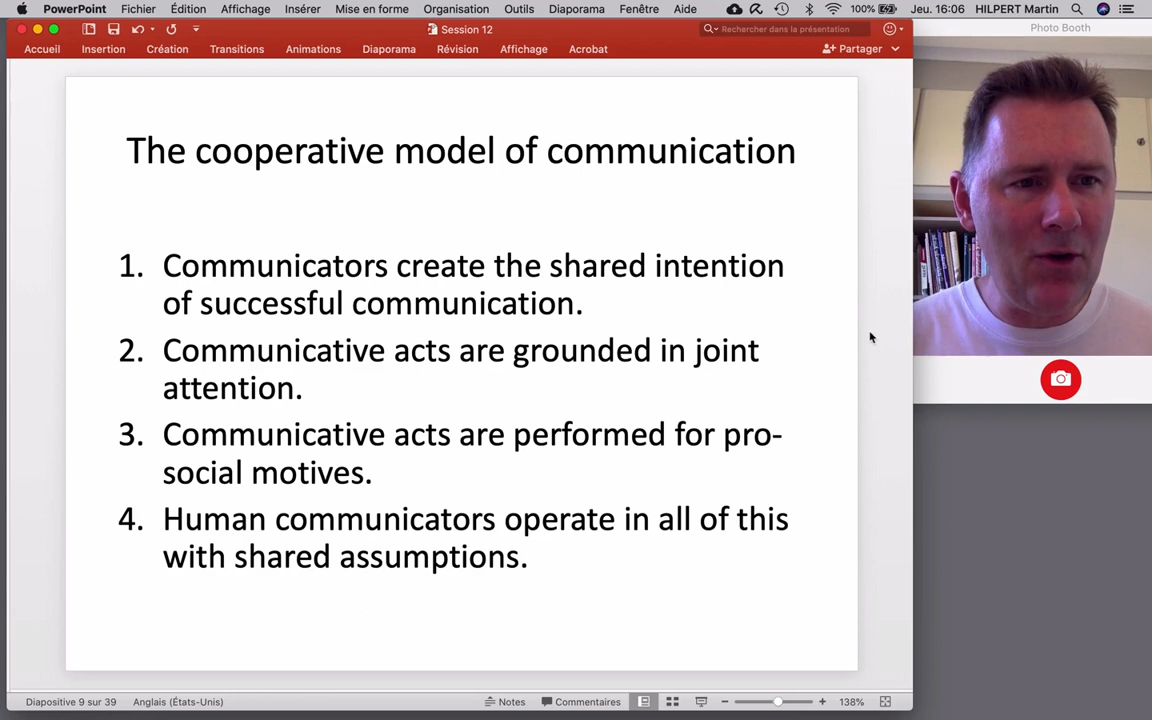 PowerPoint Fichier Édition Affichage Insérer Mise en forme Organisation Outils Diaporama Fenêtre Aide 100% Jeu. 16:06 HILPERT Martin
Session 12
Rechercher dans la présentation
Photo Booth
Accueil Insertion Création Transitions Animations Diaporama Révision Affichage Acrobat Partager
The cooperative model of communication
1. Communicators create the shared intention
of successful communication.
2. Communicative acts are grounded in joint
attention.
3. Communicative acts are performed for pro-
social motives.
4. Human communicators operate in all of this
with shared assumptions.
Diapositive 9 sur 39 Anglais (États-Unis) Notes Commentaires 138%